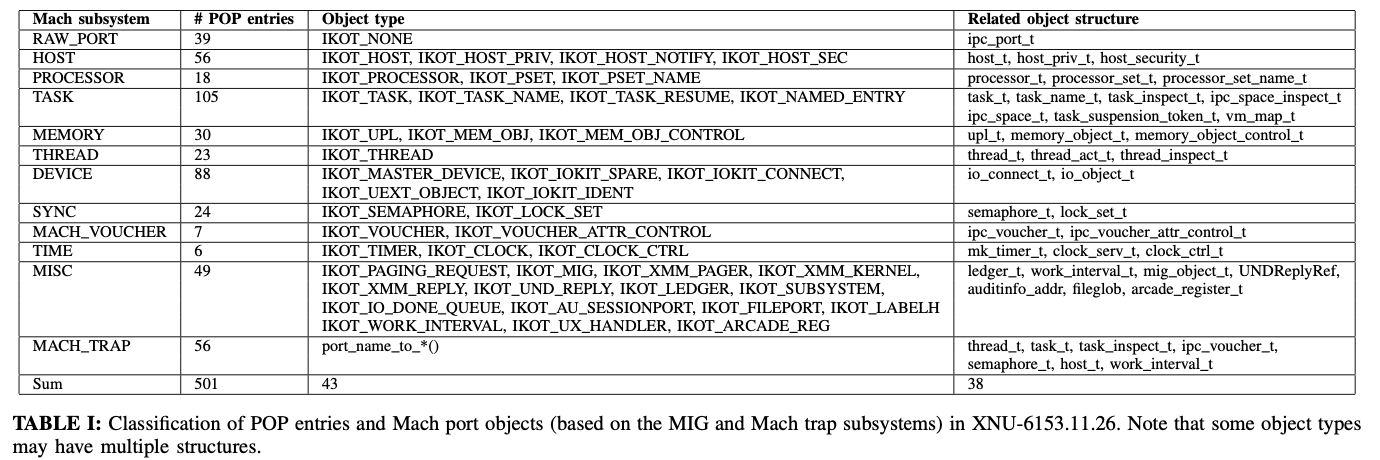 Mach subsystem # POP entries Object type Related object structure
RAW_PORT 39 IKOT_NONE ipc_port_t
HOST 56 IKOT_HOST, IKOT_HOST_PRIV, IKOT_HOST_NOTIFY, IKOT_HOST_SEC host_t, host_priv_t, host_security_t
PROCESSOR 18 IKOT_PROCESSOR, IKOT_PSET, IKOT_PSET_NAME processor_t, processor_set_t, processor_set_name_t
TASK 105 IKOT_TASK, IKOT_TASK_NAME, IKOT_TASK_RESUME, IKOT_NAMED_ENTRY task_t, task_name_t, task_inspect_t, ipc_space_inspect_t
ipc_space_t, task_suspension_token_t, vm_map_t
MEMORY 30 IKOT_UPL, IKOT_MEM_OBJ, IKOT_MEM_OBJ_CONTROL upl_t, memory_object_t, memory_object_control_t
THREAD 23 IKOT_THREAD thread_t, thread_act_t, thread_inspect_t
DEVICE 88 IKOT_MASTER_DEVICE, IKOT_IOKIT_SPARE, IKOT_IOKIT_CONNECT, io_connect_t, io_object_t
IKOT_UEXT_OBJECT, IKOT_IOKIT_IDENT
SYNC 24 IKOT_SEMAPHORE, IKOT_LOCK_SET semaphore_t, lock_set_t
MACH_VOUCHER 7 IKOT_VOUCHER, IKOT_VOUCHER_ATTR_CONTROL ipc_voucher_t, ipc_voucher_attr_control_t
TIME 6 IKOT_TIMER, IKOT_CLOCK, IKOT_CLOCK_CTRL mk_timer_t, clock_serv_t, clock_ctrl_t
MISC 49 IKOT_PAGING_REQUEST, IKOT_MIG, IKOT_XMM_PAGER, IKOT_XMM_KERNEL, ledger_t, work_interval_t, mig_object_t, UNDReplyRef,
IKOT_XMM_REPLY, IKOT_UND_REPLY, IKOT_LEDGER, IKOT_SUBSYSTEM, auditinfo_addr, fileglob, arcade_register_t
IKOT_IO_DONE_QUEUE, IKOT_AU_SESSIONPORT, IKOT_FILEPORT, IKOT_LABELH
IKOT_WORK_INTERVAL, IKOT_UX_HANDLER, IKOT_ARCADE_REG
MACH_TRAP 56 port_name_to_*() thread_t, task_t, task_inspect_t, ipc_voucher_t,
semaphore_t, host_t, work_interval_t
Sum 501 43 38
TABLE I: Classification of POP entries and Mach port objects (based on the MIG and Mach trap subsystems) in XNU-6153.11.26. Note that some object types
may have multiple structures.